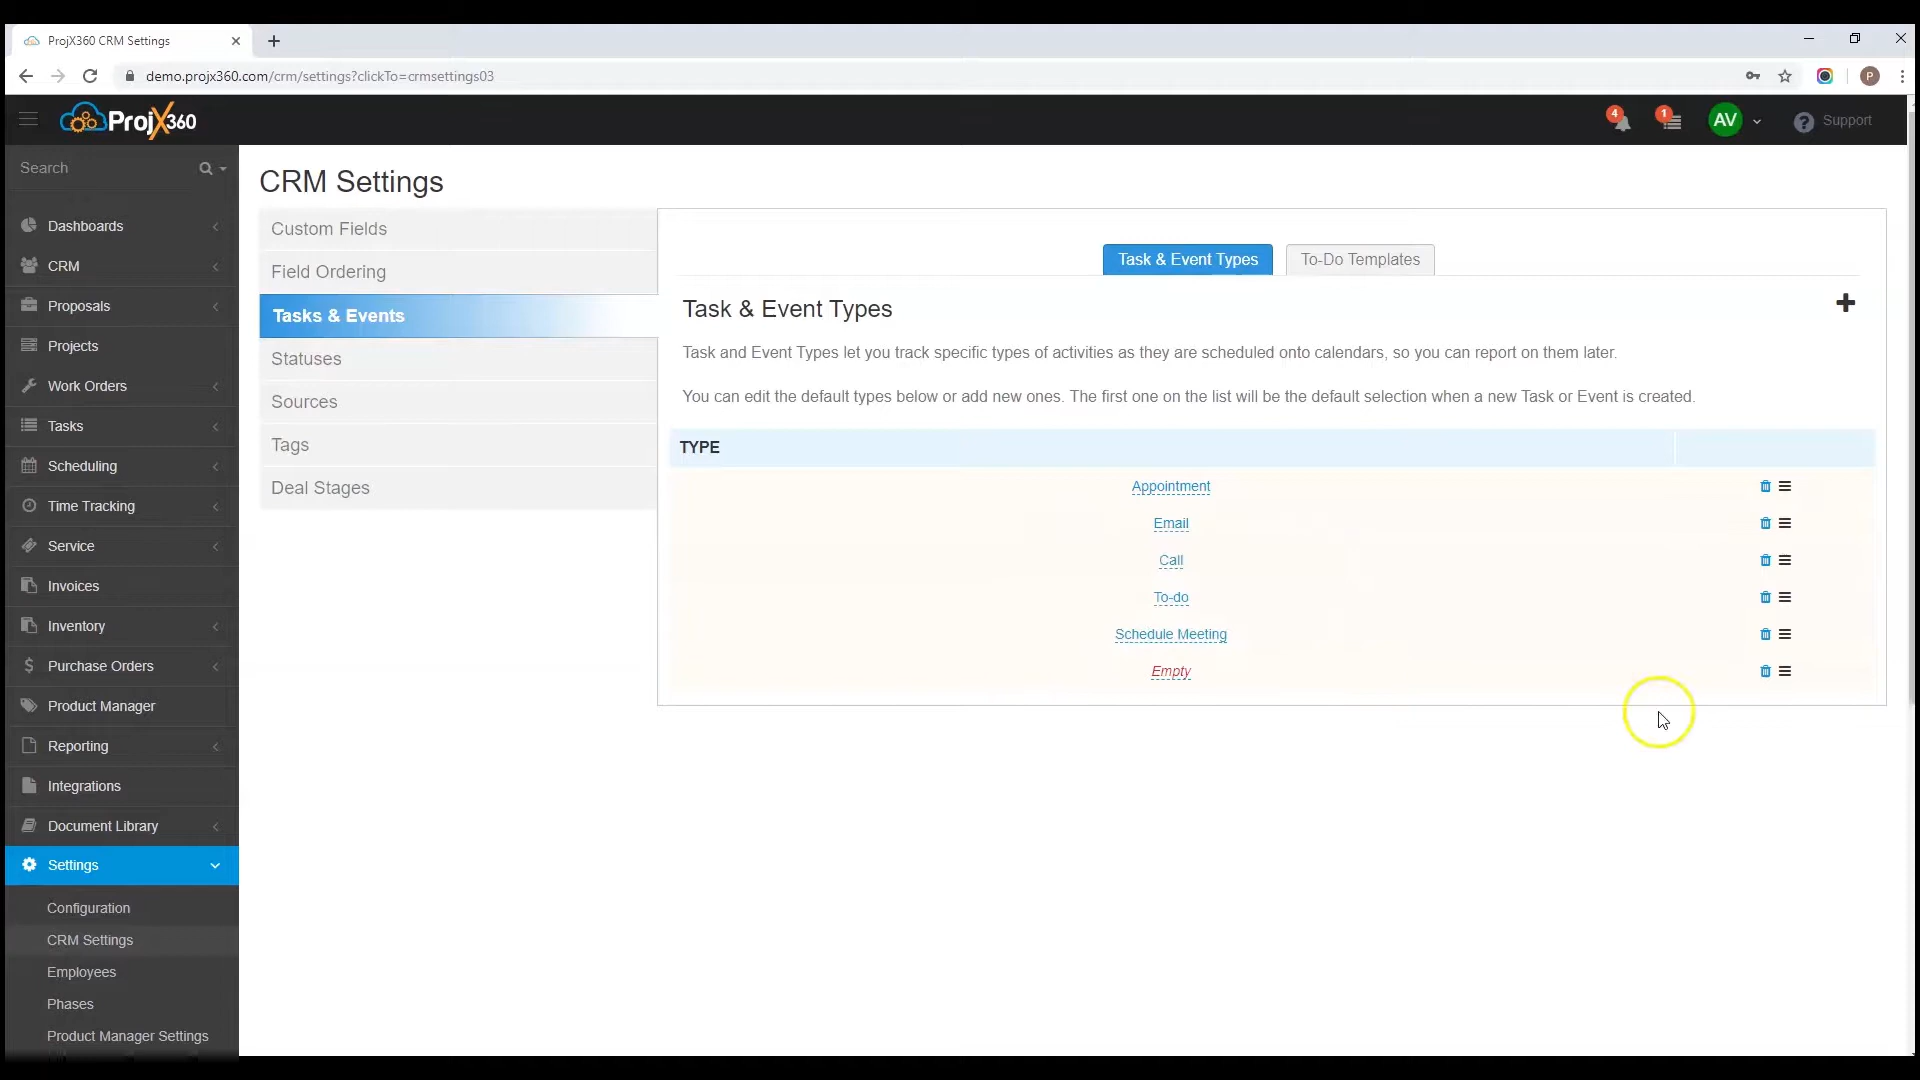 ProjX360 CRM Settings
demo.projx360.com/crm/settings?clickTo=crmsettings03
P
ProjX360
4
1
AV
Support
Search
Dashboards
CRM
Proposals
Projects
Work Orders
Tasks
Scheduling
Time Tracking
Service
Invoices
Inventory
Purchase Orders
Product Manager
Reporting
Integrations
Document Library
Settings
Configuration
CRM Settings
Employees
Phases
Product Manager Settings
CRM Settings
Custom Fields
Field Ordering
Tasks & Events
Statuses
Sources
Tags
Deal Stages
Task & Event Types
To-Do Templates
Task & Event Types
Task and Event Types let you track specific types of activities as they are scheduled onto calendars, so you can report on them later.
You can edit the default types below or add new ones. The first one on the list will be the default selection when a new Task or Event is created.
TYPE
Appointment
Email
Call
To-do
Schedule Meeting
Empty